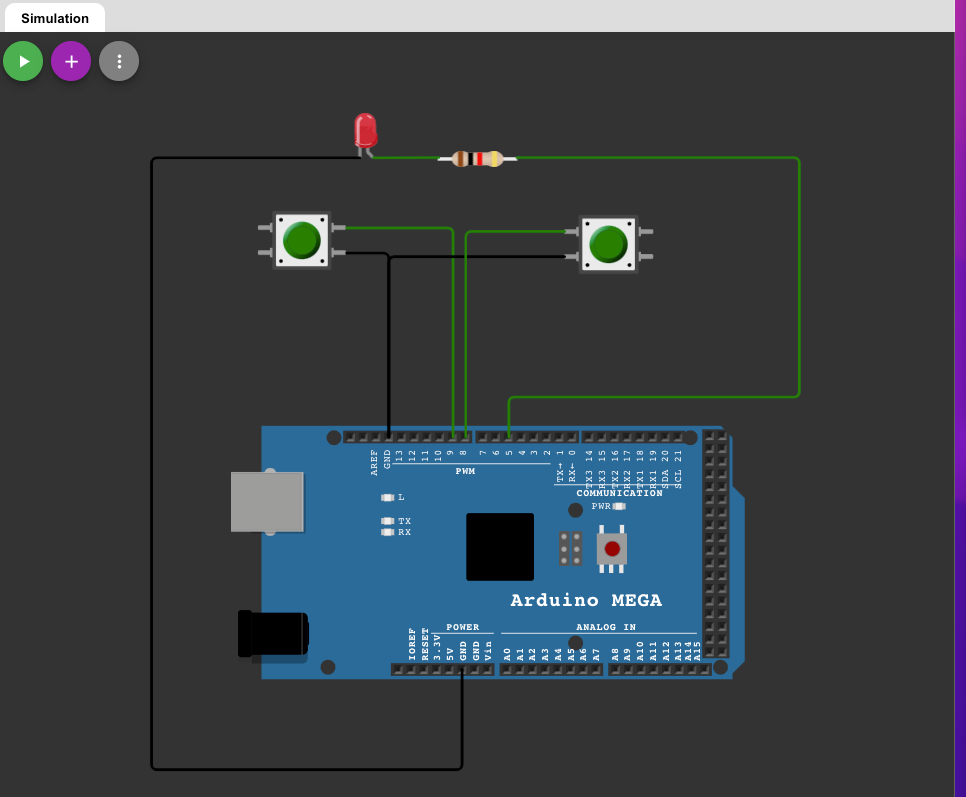 Simulation
AREF
GND
13
12
11
10
9
8
7
6
5
4
3
2
TX→ 1
RX← 0
TX3 14
RX3 15
TX2 16
RX2 17
TX1 18
RX1 19
SDA 20
SCL 21
PWM
COMMUNICATION
L
PWR
TX
RX
Arduino MEGA
POWER
ANALOG IN
IOREF
RESET
3.3V
5V
GND
GND
Vin
A0
A1
A2
A3
A4
A5
A6
A7
A8
A9
A10
A11
A12
A13
A14
A15